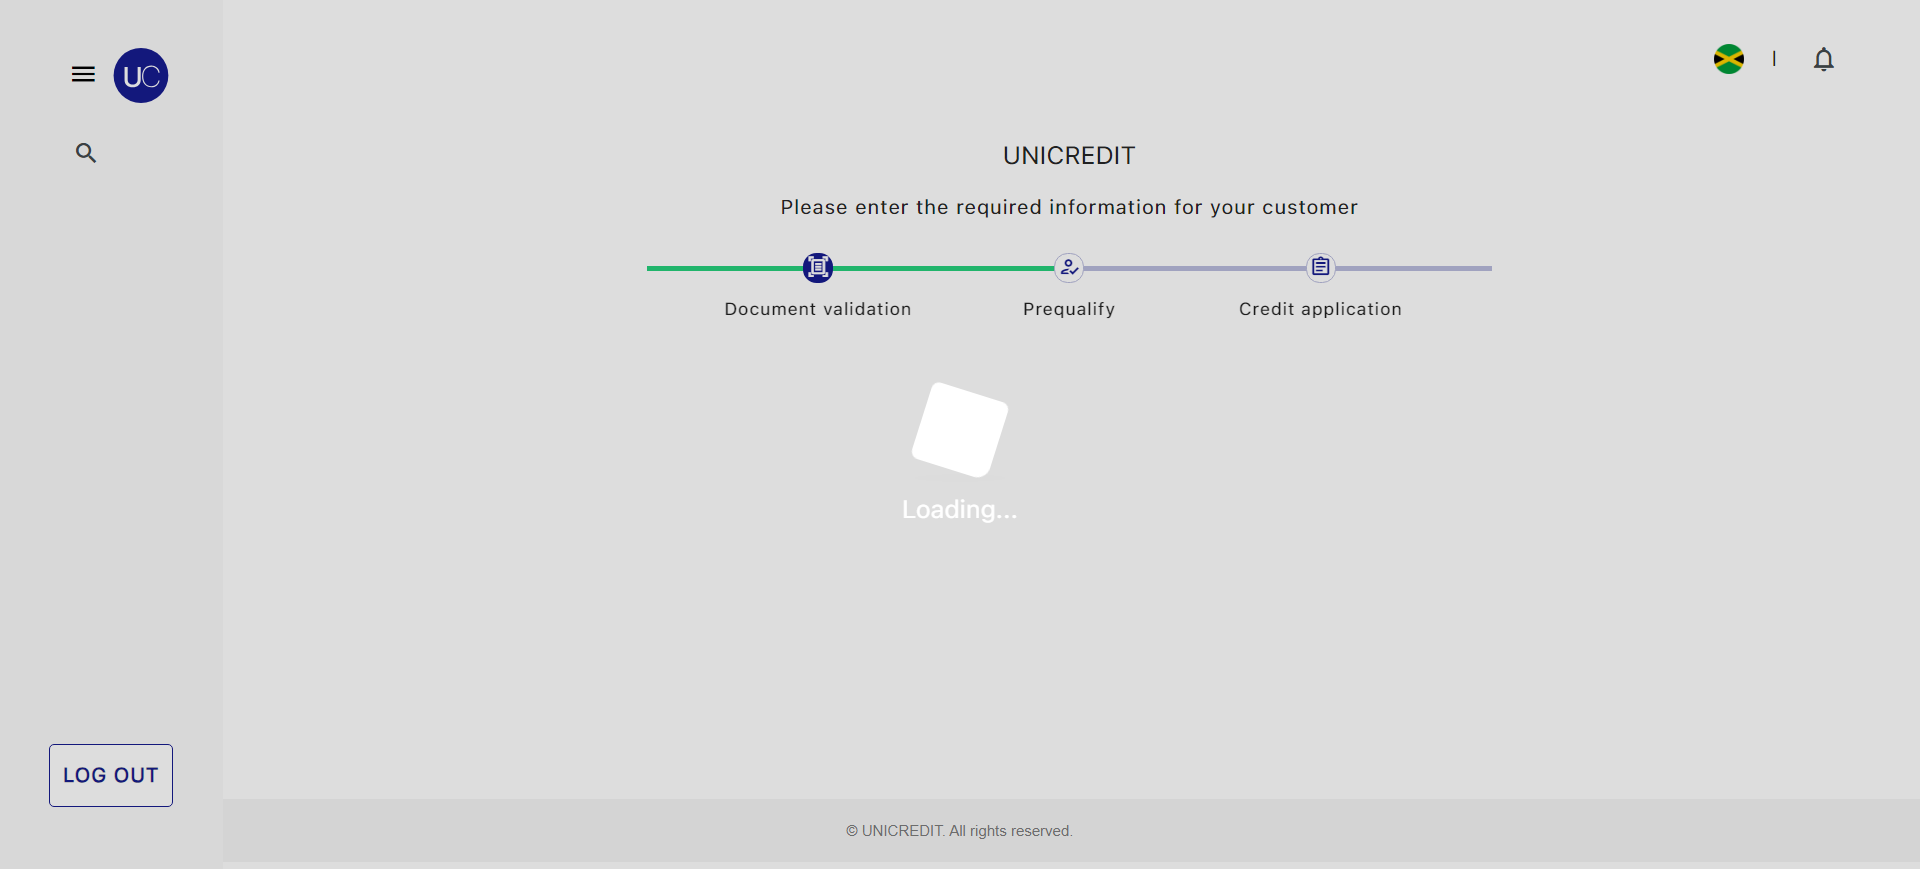 UC
UNICREDIT
Please enter the required information for your customer
Document validation
Prequalify
Credit application
Loading...
LOG OUT
© UNICREDIT. All rights reserved.